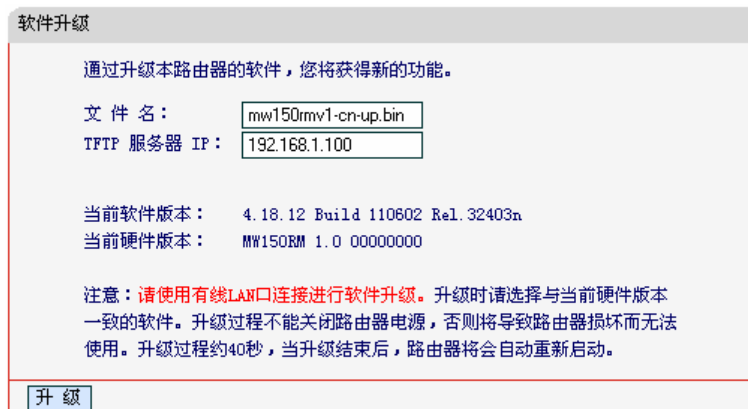 软件升级
通过升级本路由器的软件，您将获得新的功能。
文 件 名： mw150rmv1-cn-up.bin
TFTP 服务器 IP： 192.168.1.100
当前软件版本： 4.18.12 Build 110602 Rel.32403n
当前硬件版本： MW150RM 1.0 00000000
注意：请使用有线LAN口连接进行软件升级。升级时请选择与当前硬件版本
一致的软件。升级过程不能关闭路由器电源，否则将导致路由器损坏而无法
使用。升级过程约40秒，当升级结束后，路由器将会自动重新启动。
升 级